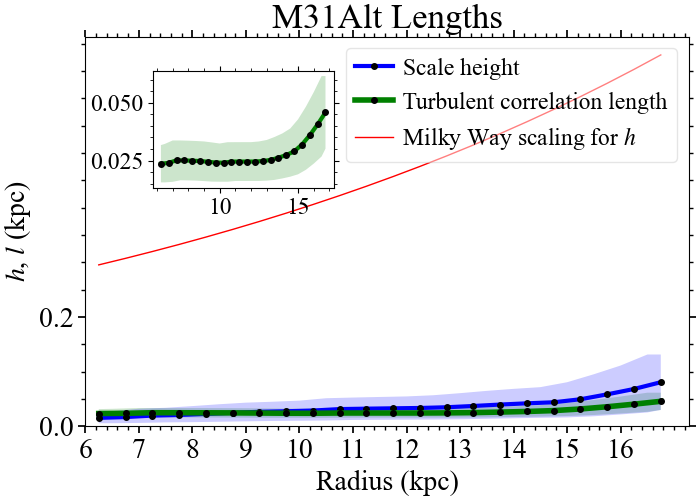 M31Alt Lengths
Scale height
Turbulent correlation length
Milky Way scaling for h
0.050
0.025
10 15
h, l (kpc)
0.2
0.0
6 7 8 9 10 11 12 13 14 15 16
Radius (kpc)